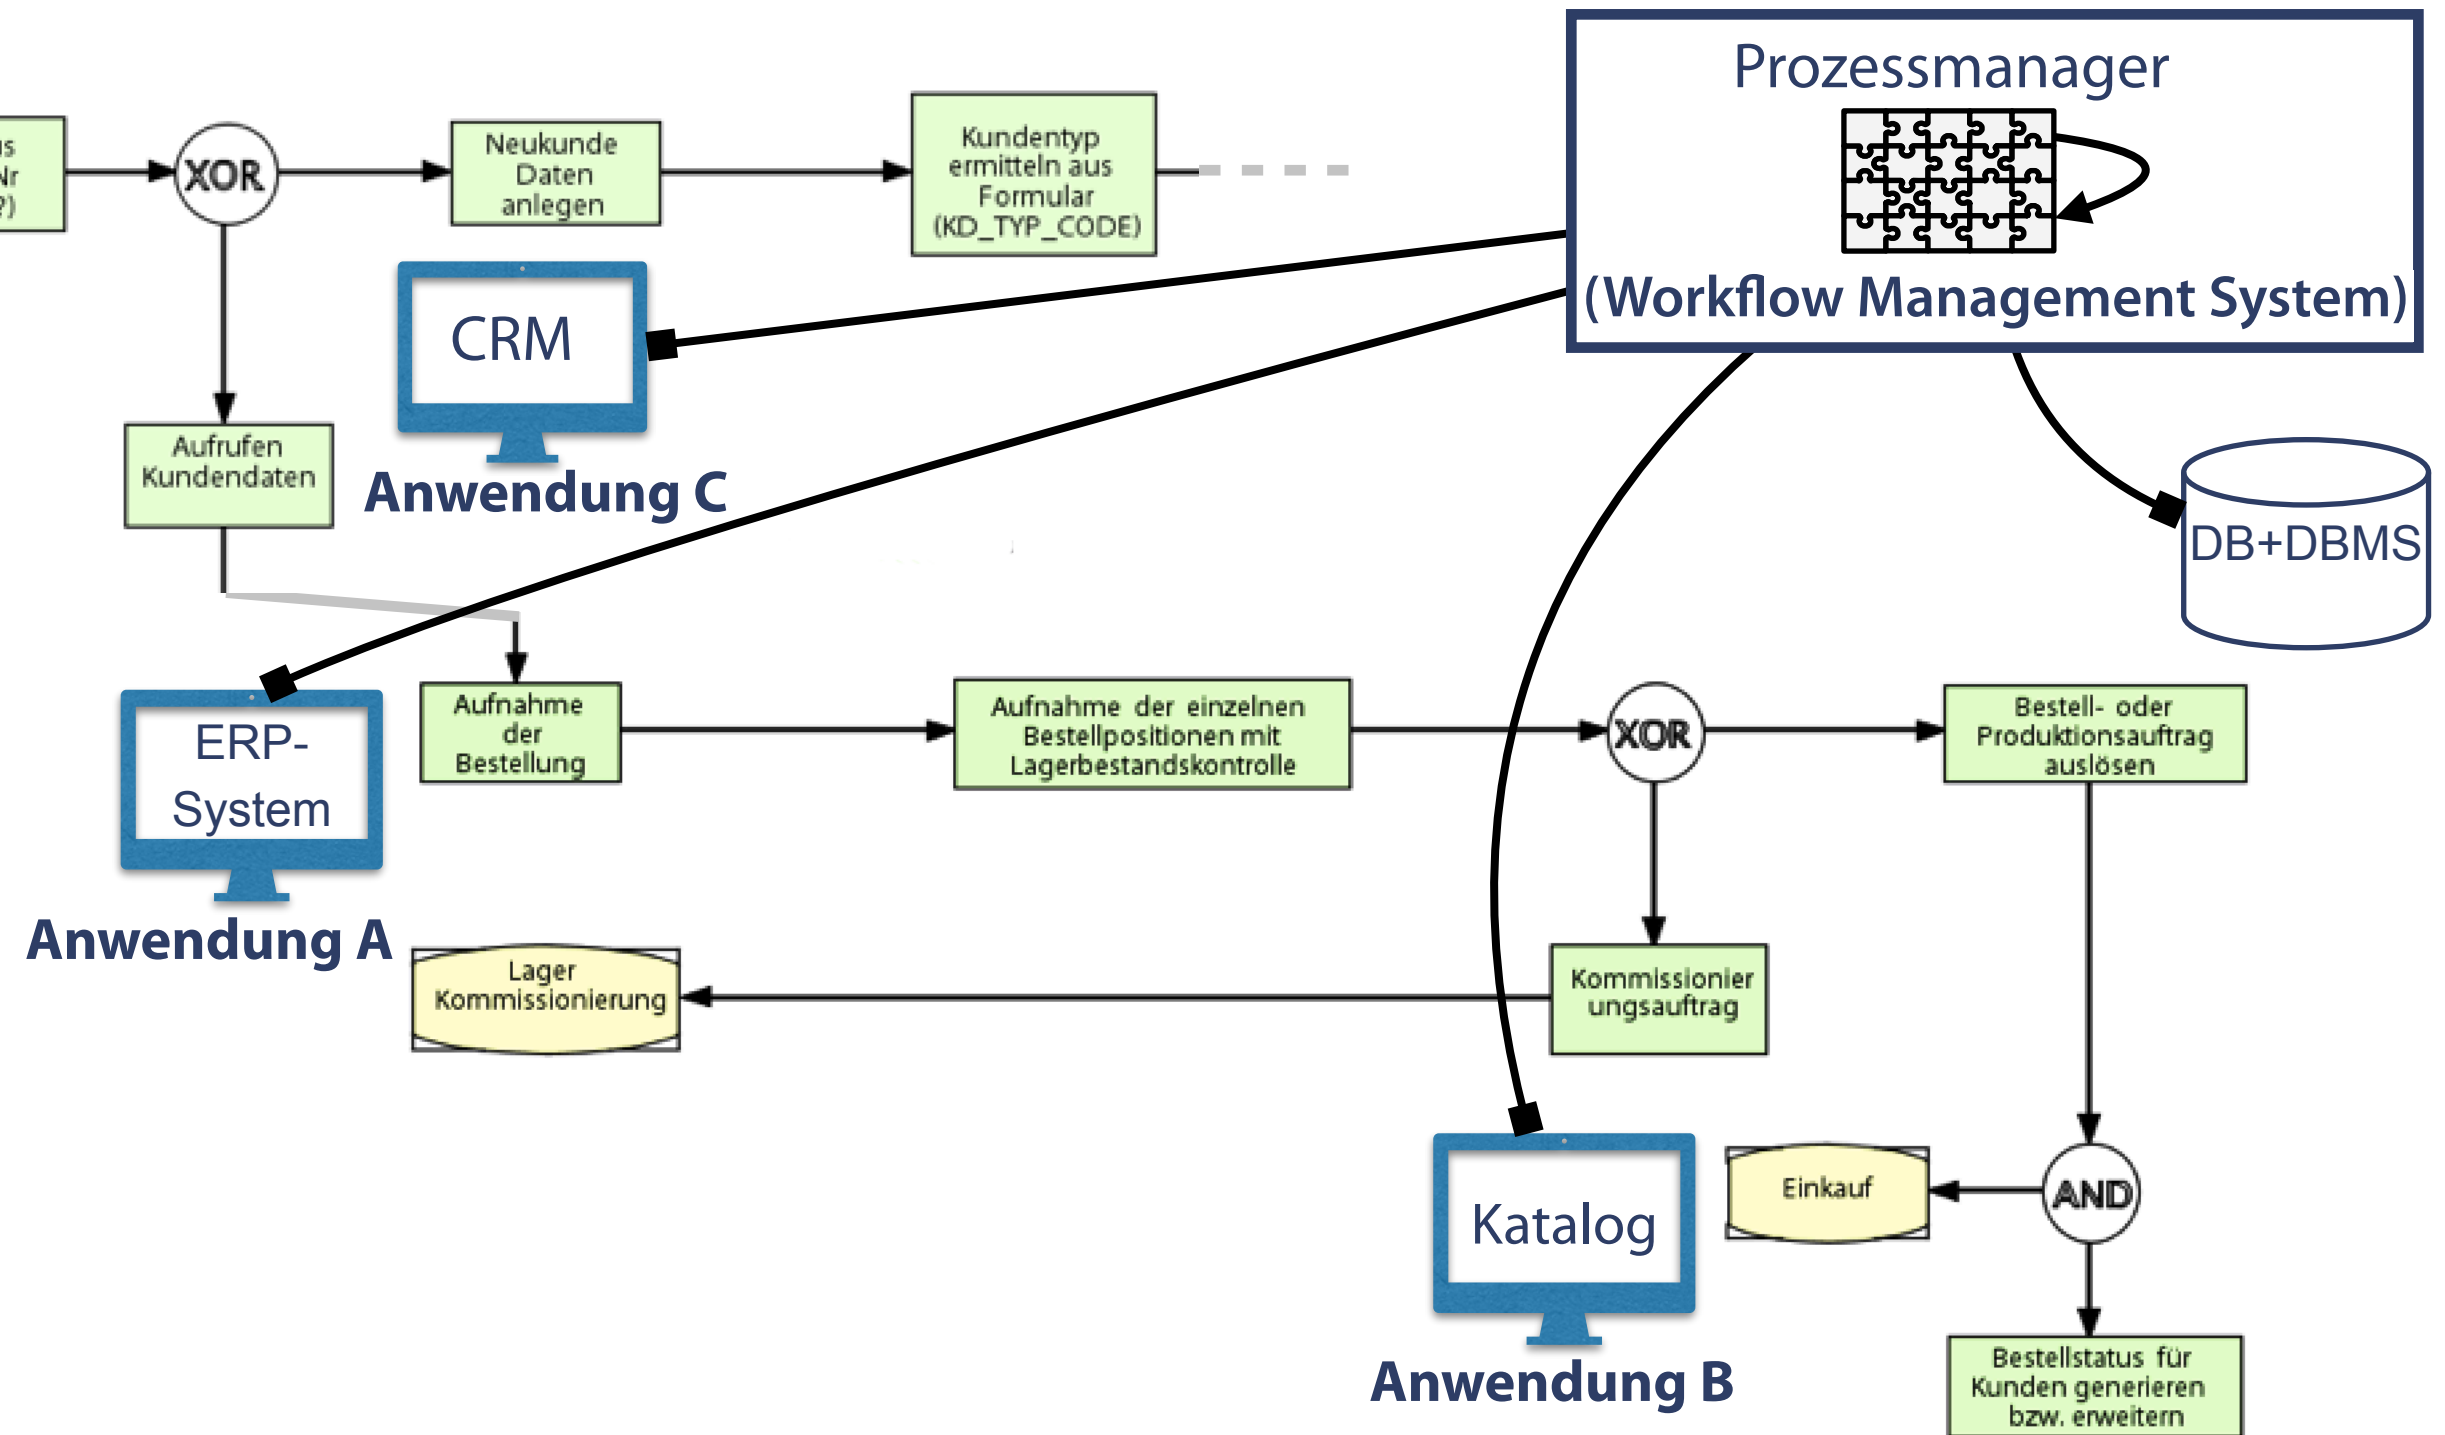 Prozessmanager
(Workflow Management System)
XOR
Neukunde
Daten
anlegen
Kundentyp
ermitteln aus
Formular
(KD_TYP_CODE)
CRM
Anwendung C
Aufrufen
Kundendaten
DB+DBMS
ERP-
System
Anwendung A
Aufnahme
der
Bestellung
Aufnahme der einzelnen
Bestellpositionen mit
Lagerbestandskontrolle
XOR
Bestell- oder
Produktionsauftrag
auslösen
Lager
Kommissionierung
Kommissionier
ungsauftrag
Katalog
Anwendung B
Einkauf
AND
Bestellstatus für
Kunden generieren
bzw. erweitern